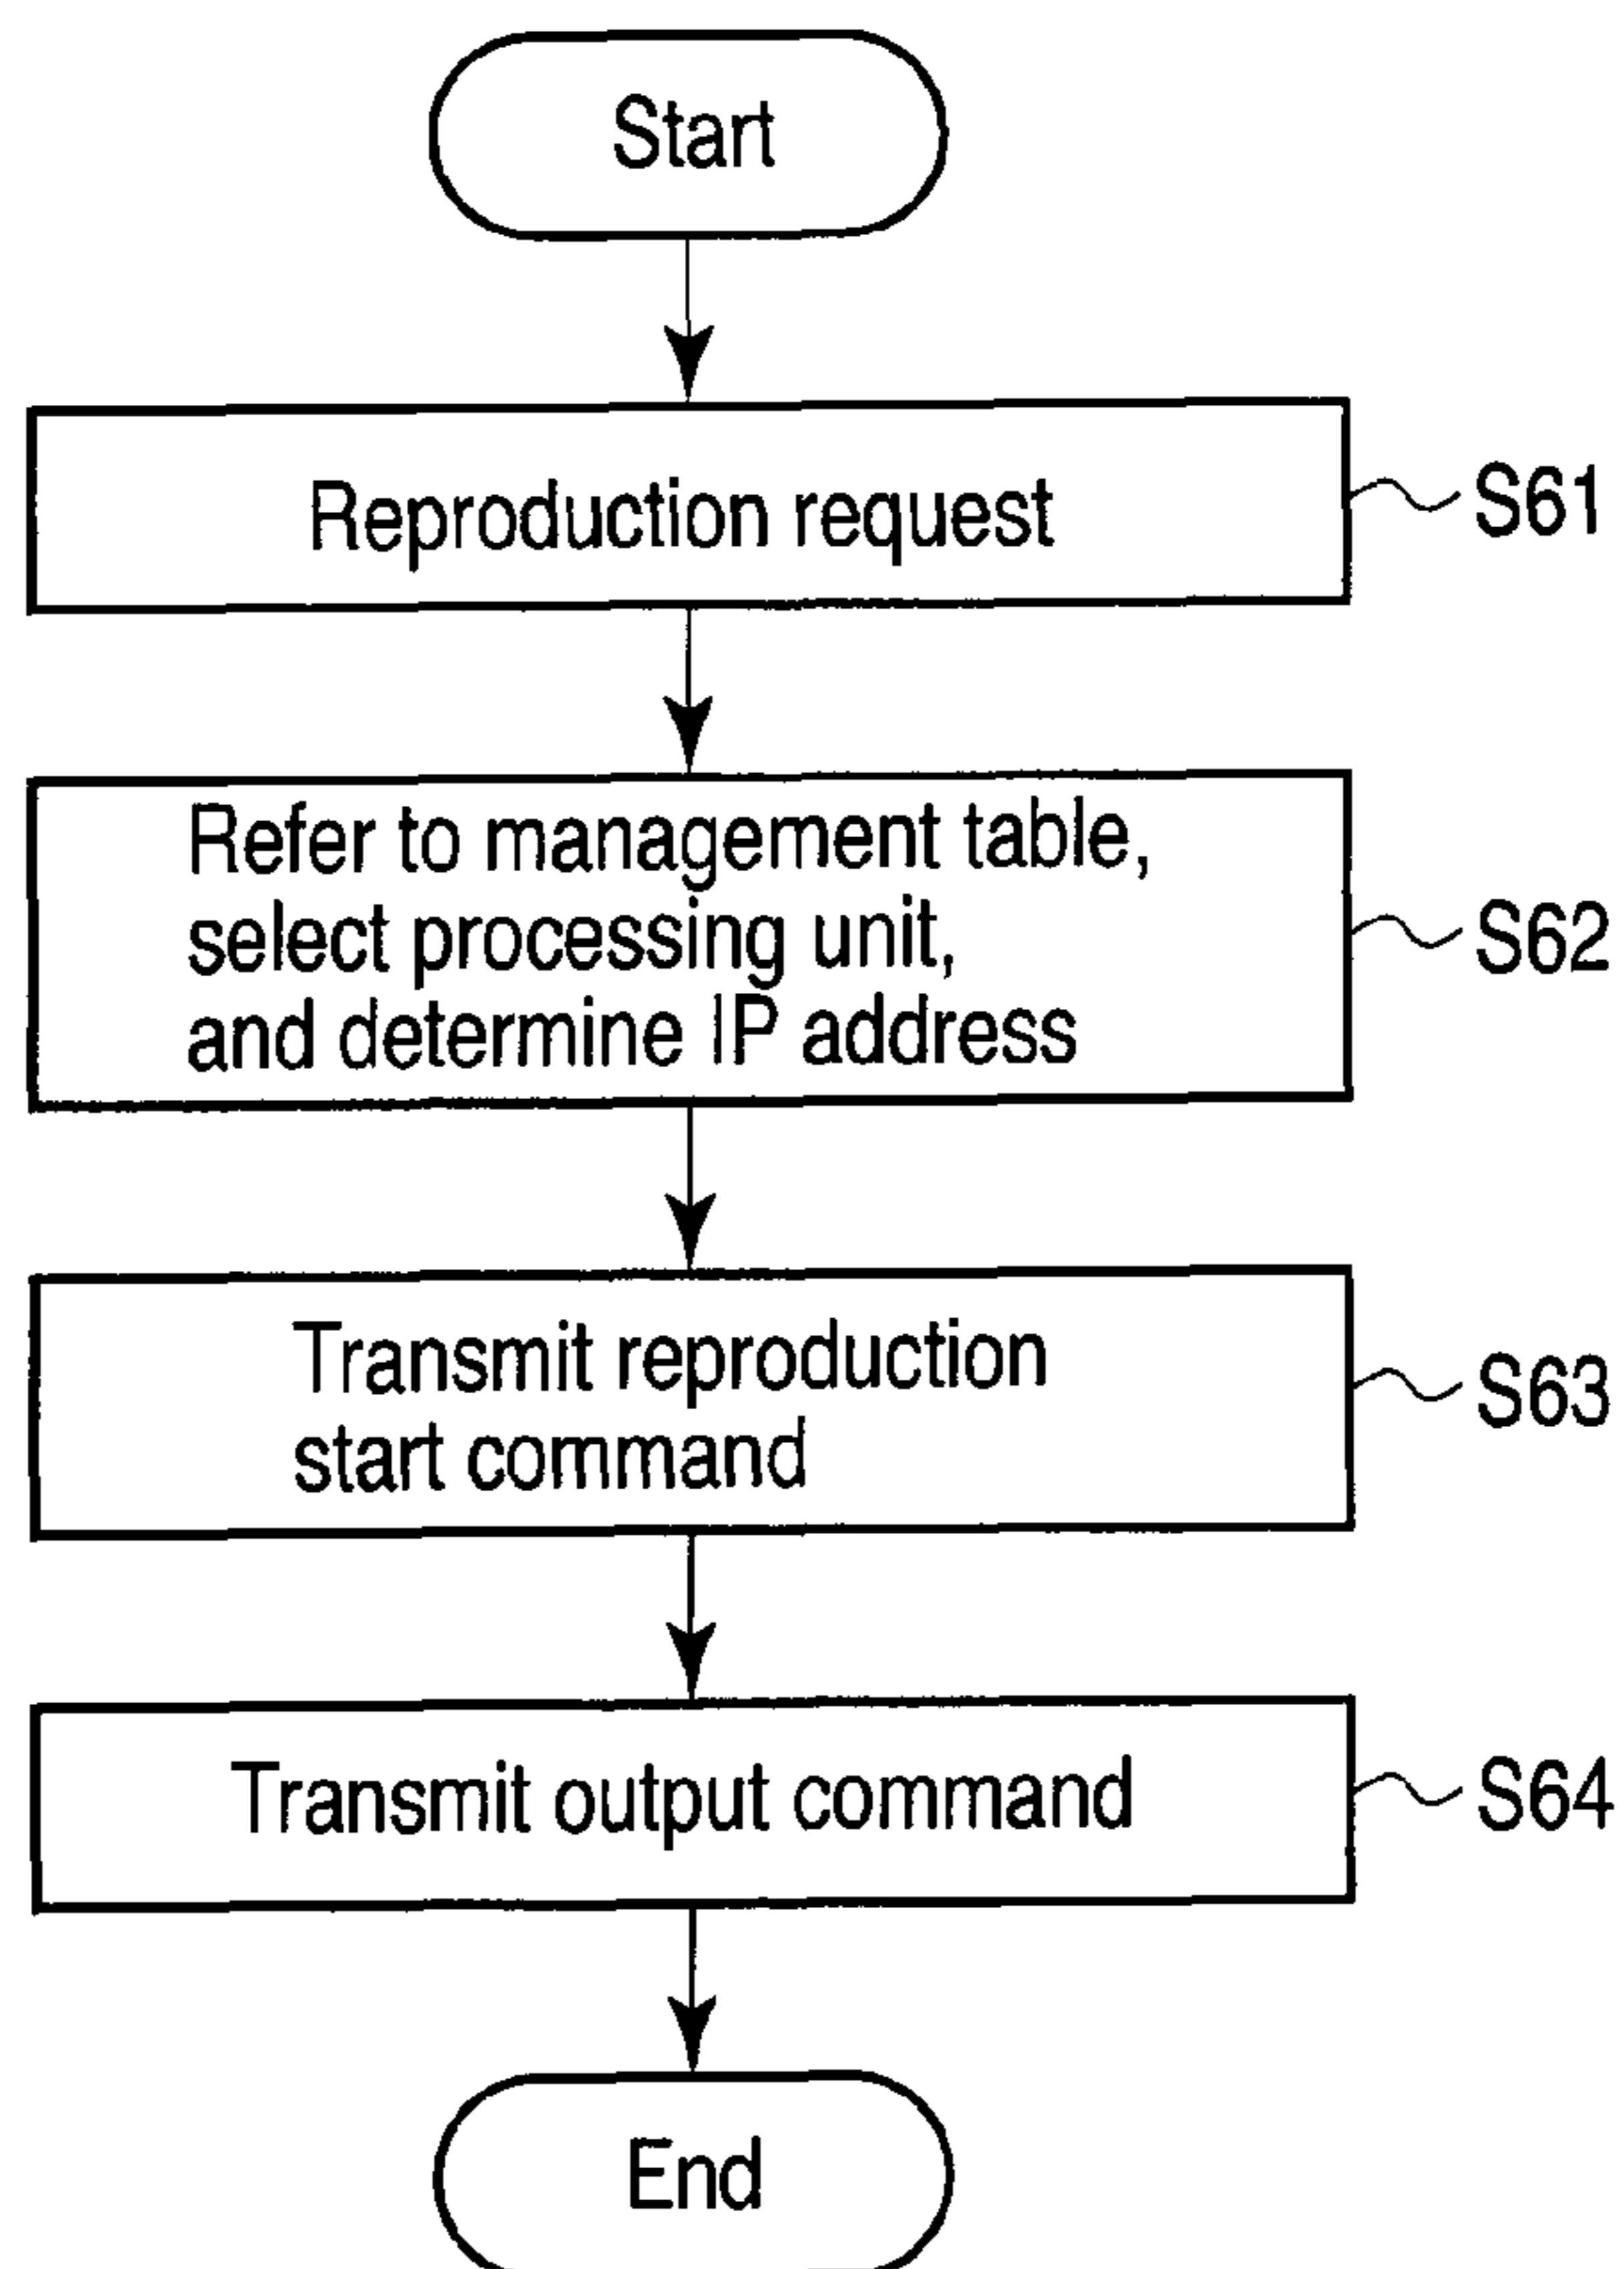 Start
Reproduction request
S61
Refer to management table,
select processing unit,
and determine IP address
S62
Transmit reproduction
start command
S63
Transmit output command
S64
End